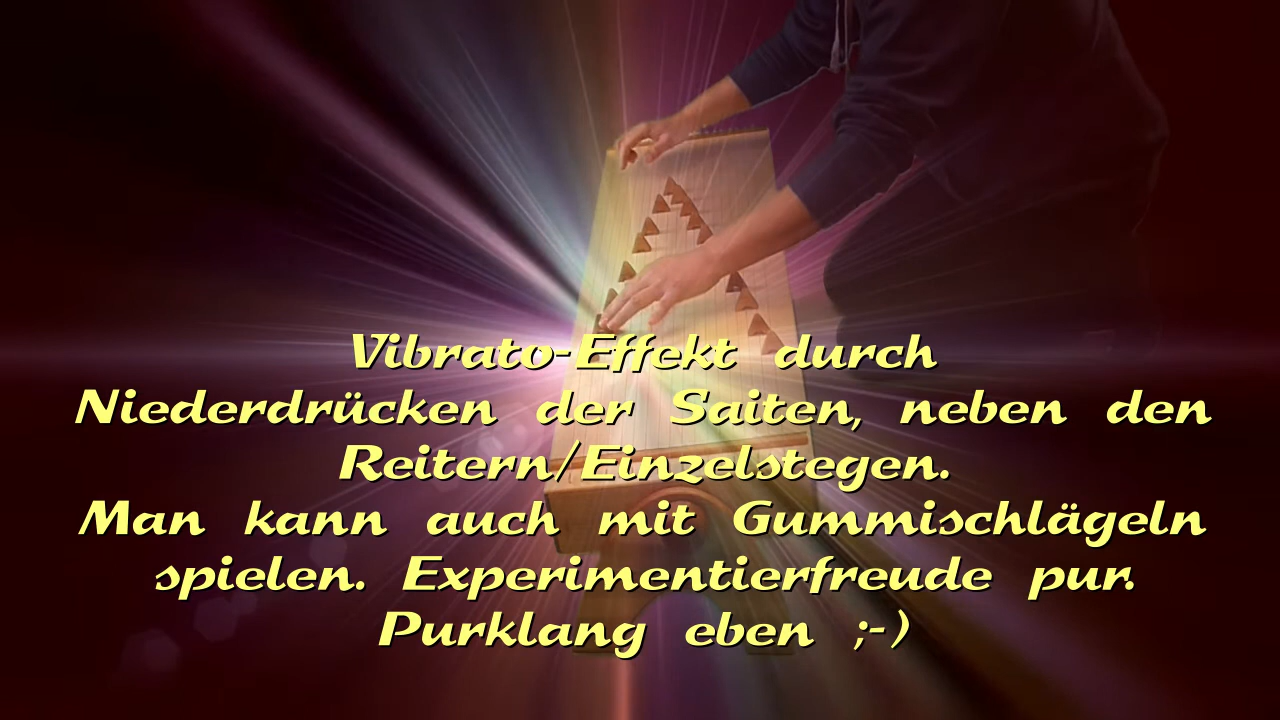 Vibrato-Effekt durch
Niederdrücken der Saiten, neben den
Reitern/Einzelstegen.
Man kann auch mit Gummischlägeln
spielen. Experimentierfreude pur.
Purklang eben ;-)